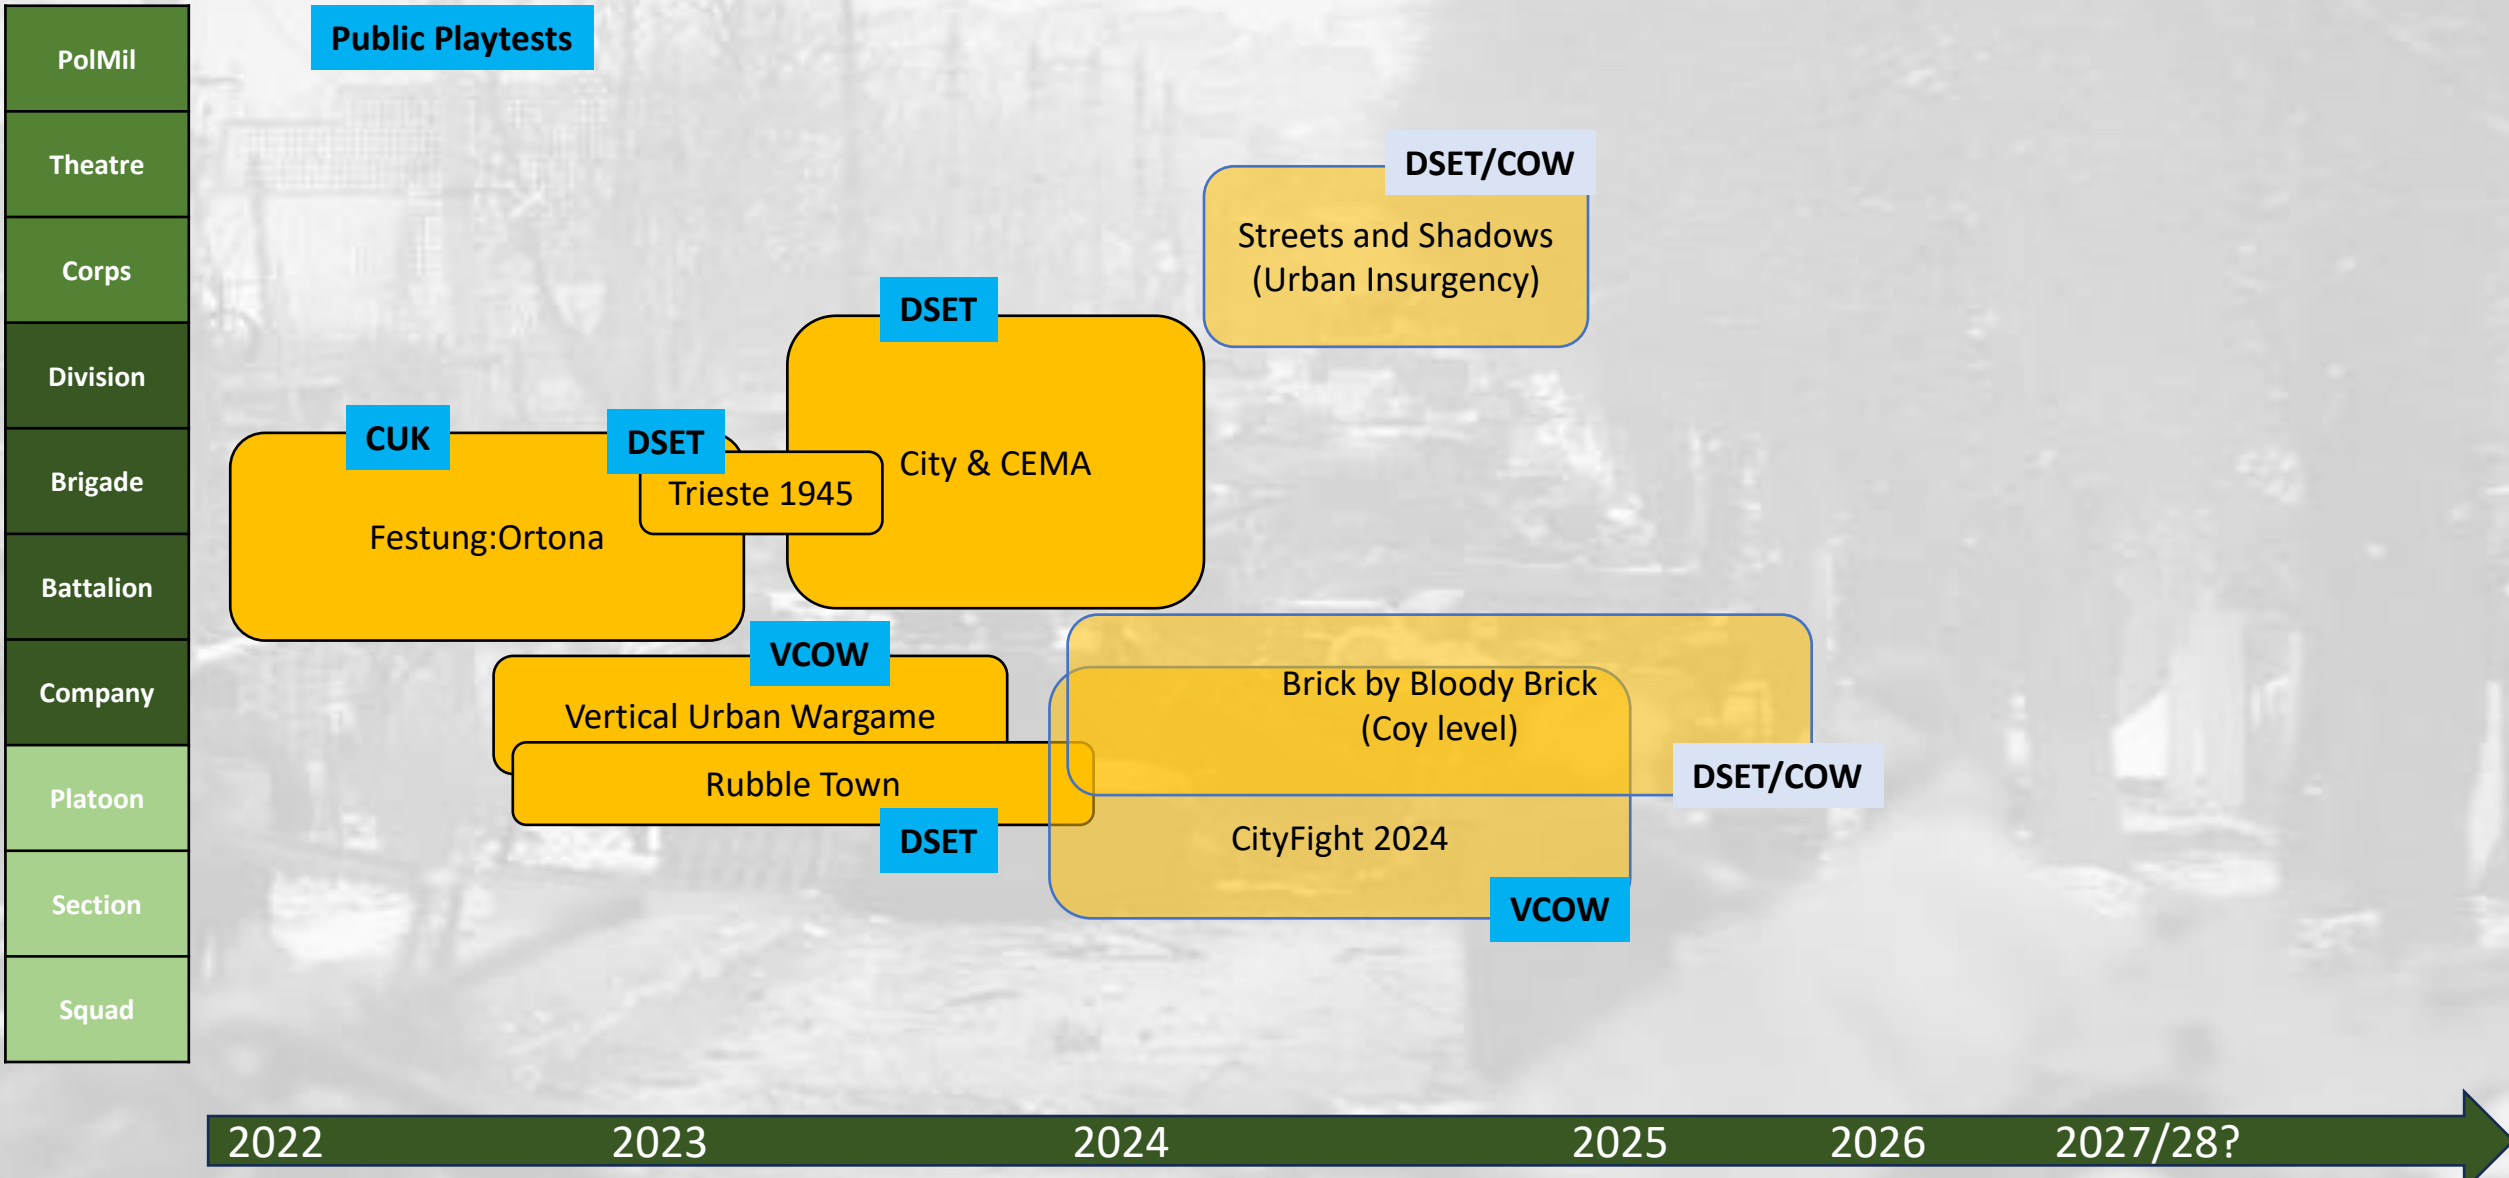 PolMil
Theatre
Corps
Division
Brigade
Battalion
Company
Platoon
Section
Squad
Public Playtests
DSET/COW
Streets and Shadows
(Urban Insurgency)
DSET
City & CEMA
CUK
DSET
Trieste 1945
Festung:Ortona
VCOW
Vertical Urban Wargame
Rubble Town
DSET
Brick by Bloody Brick
(Coy level)
DSET/COW
CityFight 2024
VCOW
2022
2023
2024
2025
2026
2027/28?